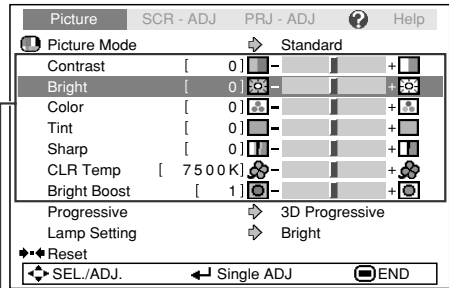 Picture SCR - ADJ PRJ - ADJ ? Help
Picture Mode Standard
Contrast [ 0] - +
Bright [ 0] - +
Color [ 0] - +
Tint [ 0] - +
Sharp [ 0] - +
CLR Temp [ 7500K] - +
Bright Boost [ 1] - +
Progressive 3D Progressive
Lamp Setting Bright
Reset
SEL./ADJ. Single ADJ END